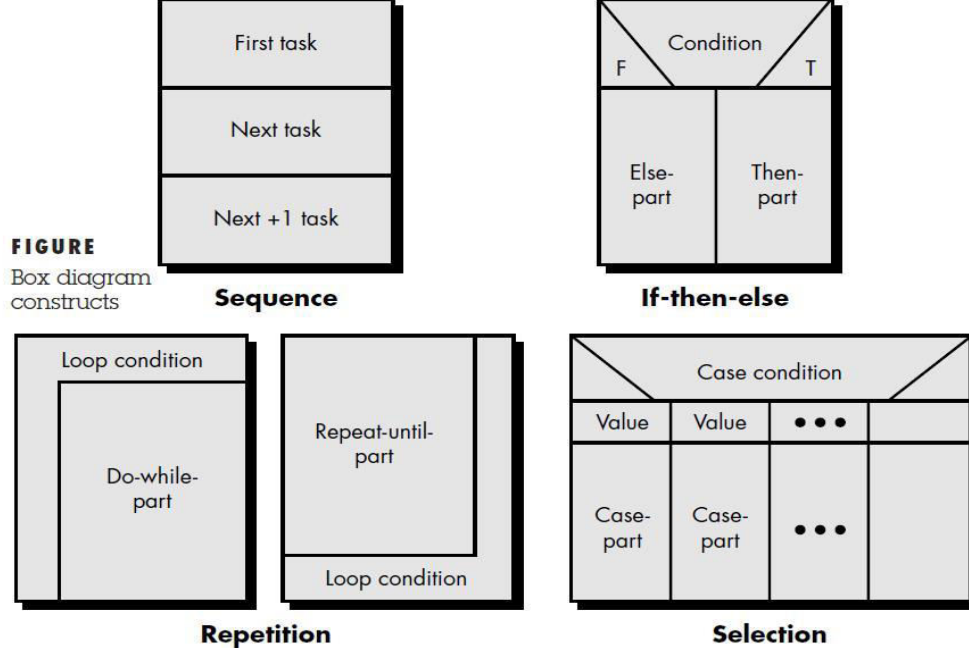 First task
Next task
Next +1 task
Sequence
Condition
F
T
Else-
part
Then-
part
If-then-else
FIGURE
Box diagram
constructs
Loop condition
Do-while-
part
Repeat-until-
part
Loop condition
Repetition
Case condition
Value
Value
•••
Case-
part
Case-
part
•••
Selection